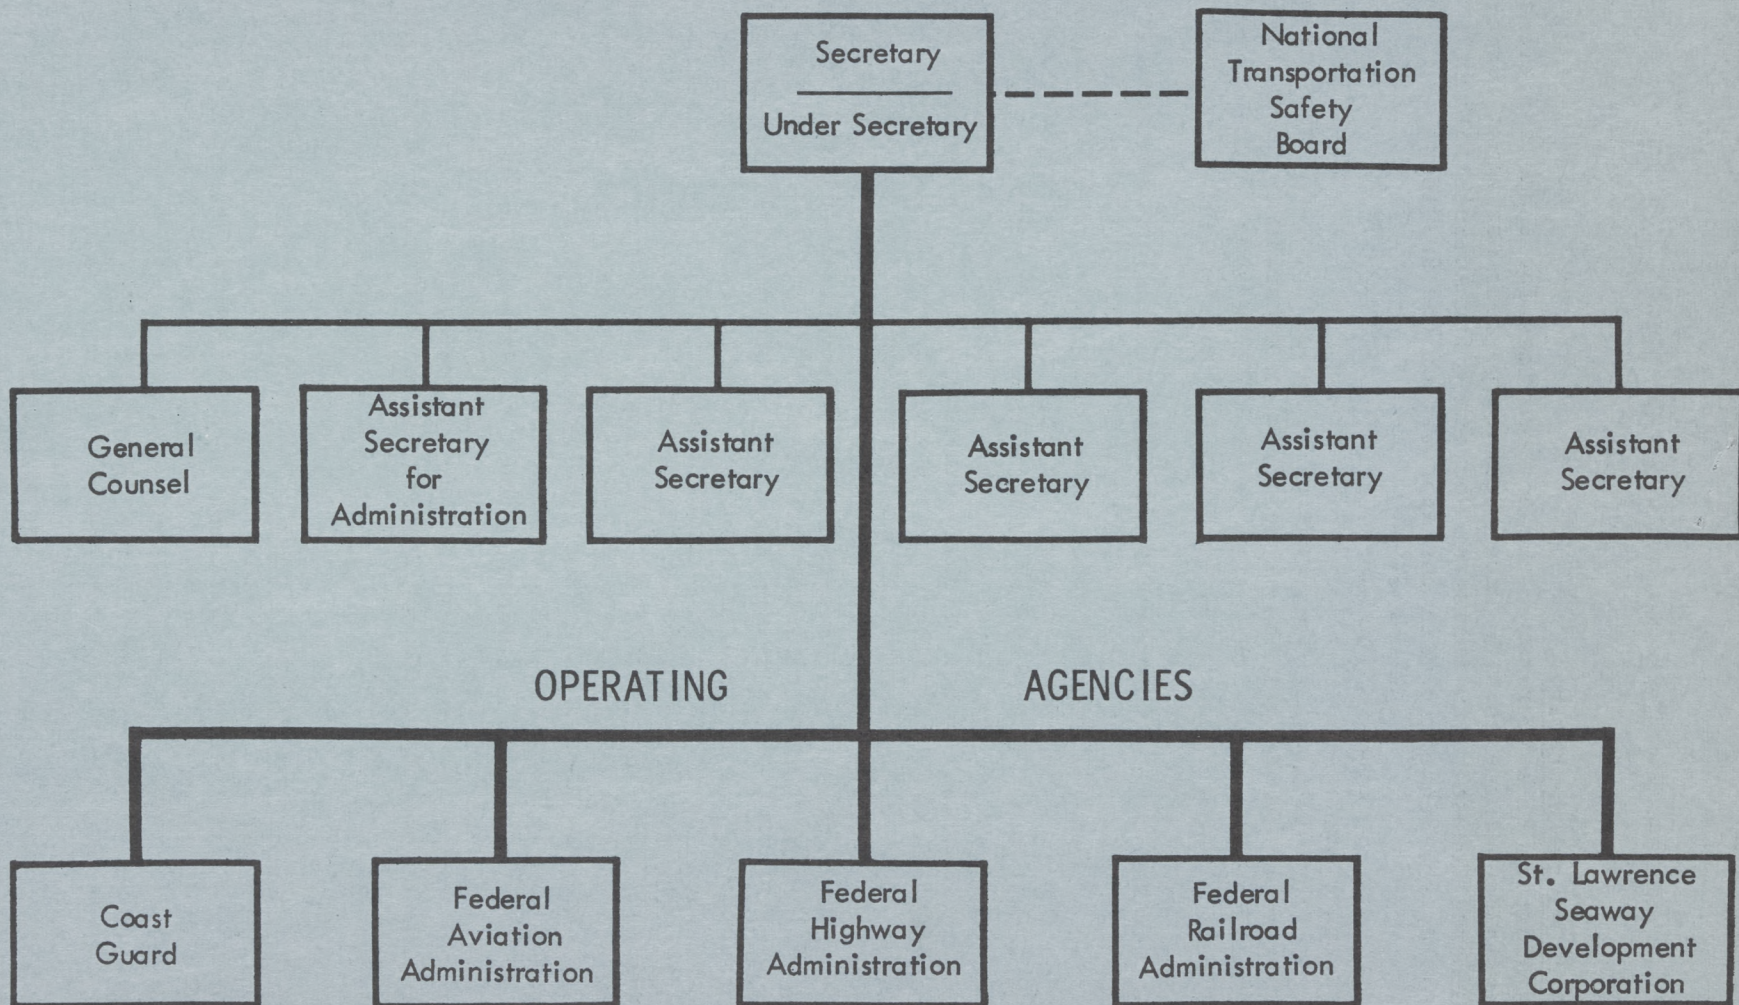 Secretary
Under Secretary
National
Transportation
Safety
Board
General
Counsel
Assistant
Secretary
for
Administration
Assistant
Secretary
Assistant
Secretary
Assistant
Secretary
Assistant
Secretary
OPERATING AGENCIES
Coast
Guard
Federal
Aviation
Administration
Federal
Highway
Administration
Federal
Railroad
Administration
St. Lawrence
Seaway
Development
Corporation